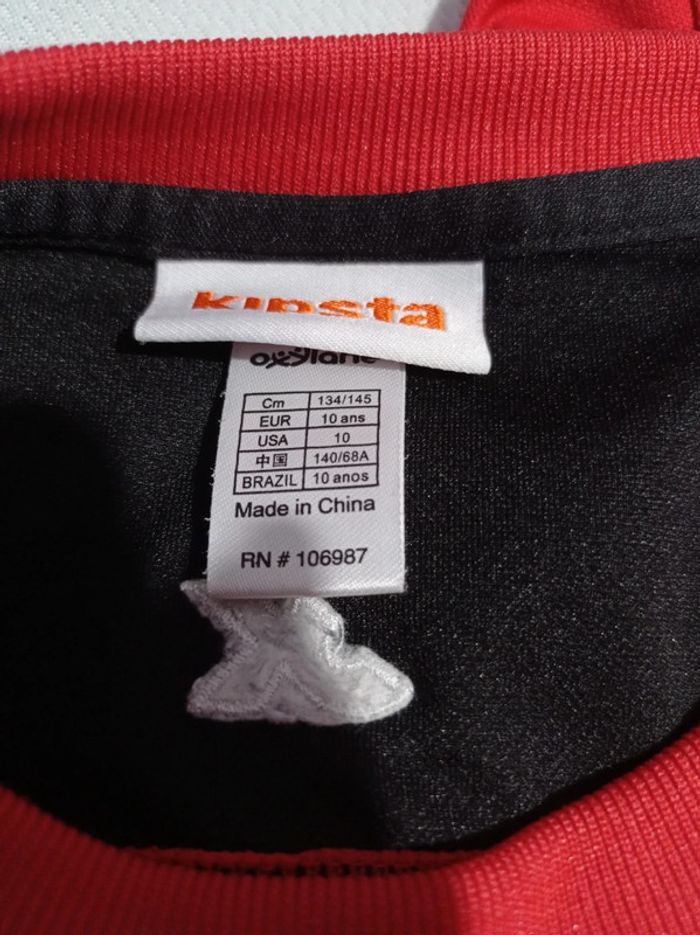 Kipsta
oxylane
Cm 134/145
EUR 10 ans
USA 10
中国 140/68A
BRAZIL 10 anos
Made in China
RN # 106987